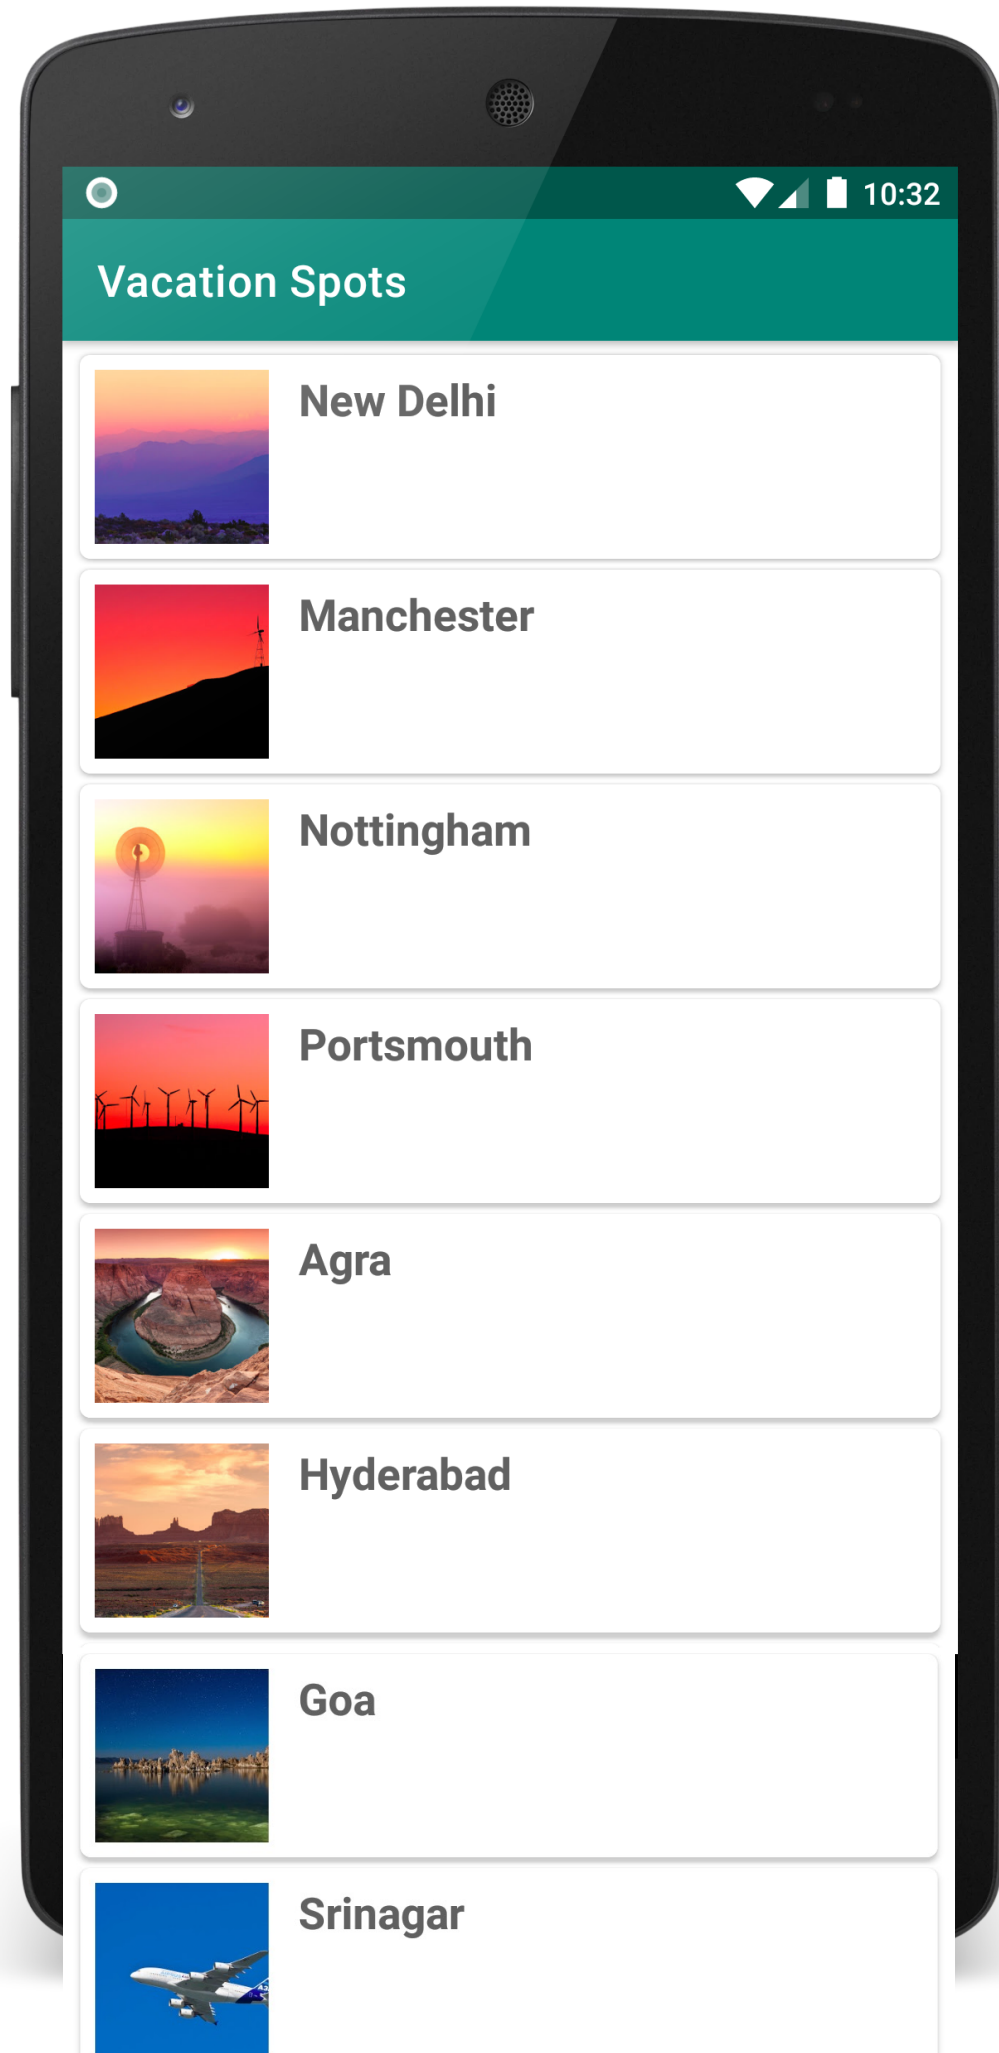 10:32
Vacation Spots
New Delhi
Manchester
Nottingham
Portsmouth
Agra
Hyderabad
Goa
Srinagar